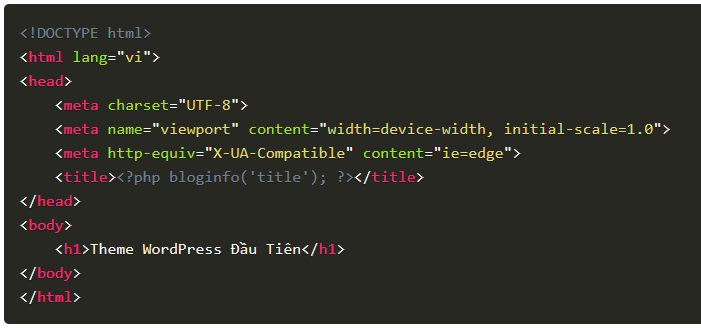 <!DOCTYPE html>
<html lang="vi">
<head>
    <meta charset="UTF-8">
    <meta name="viewport" content="width=device-width, initial-scale=1.0">
    <meta http-equiv="X-UA-Compatible" content="ie=edge">
    <title><?php bloginfo('title'); ?></title>
</head>
<body>
    <h1>Theme WordPress Đầu Tiên</h1>
</body>
</html>